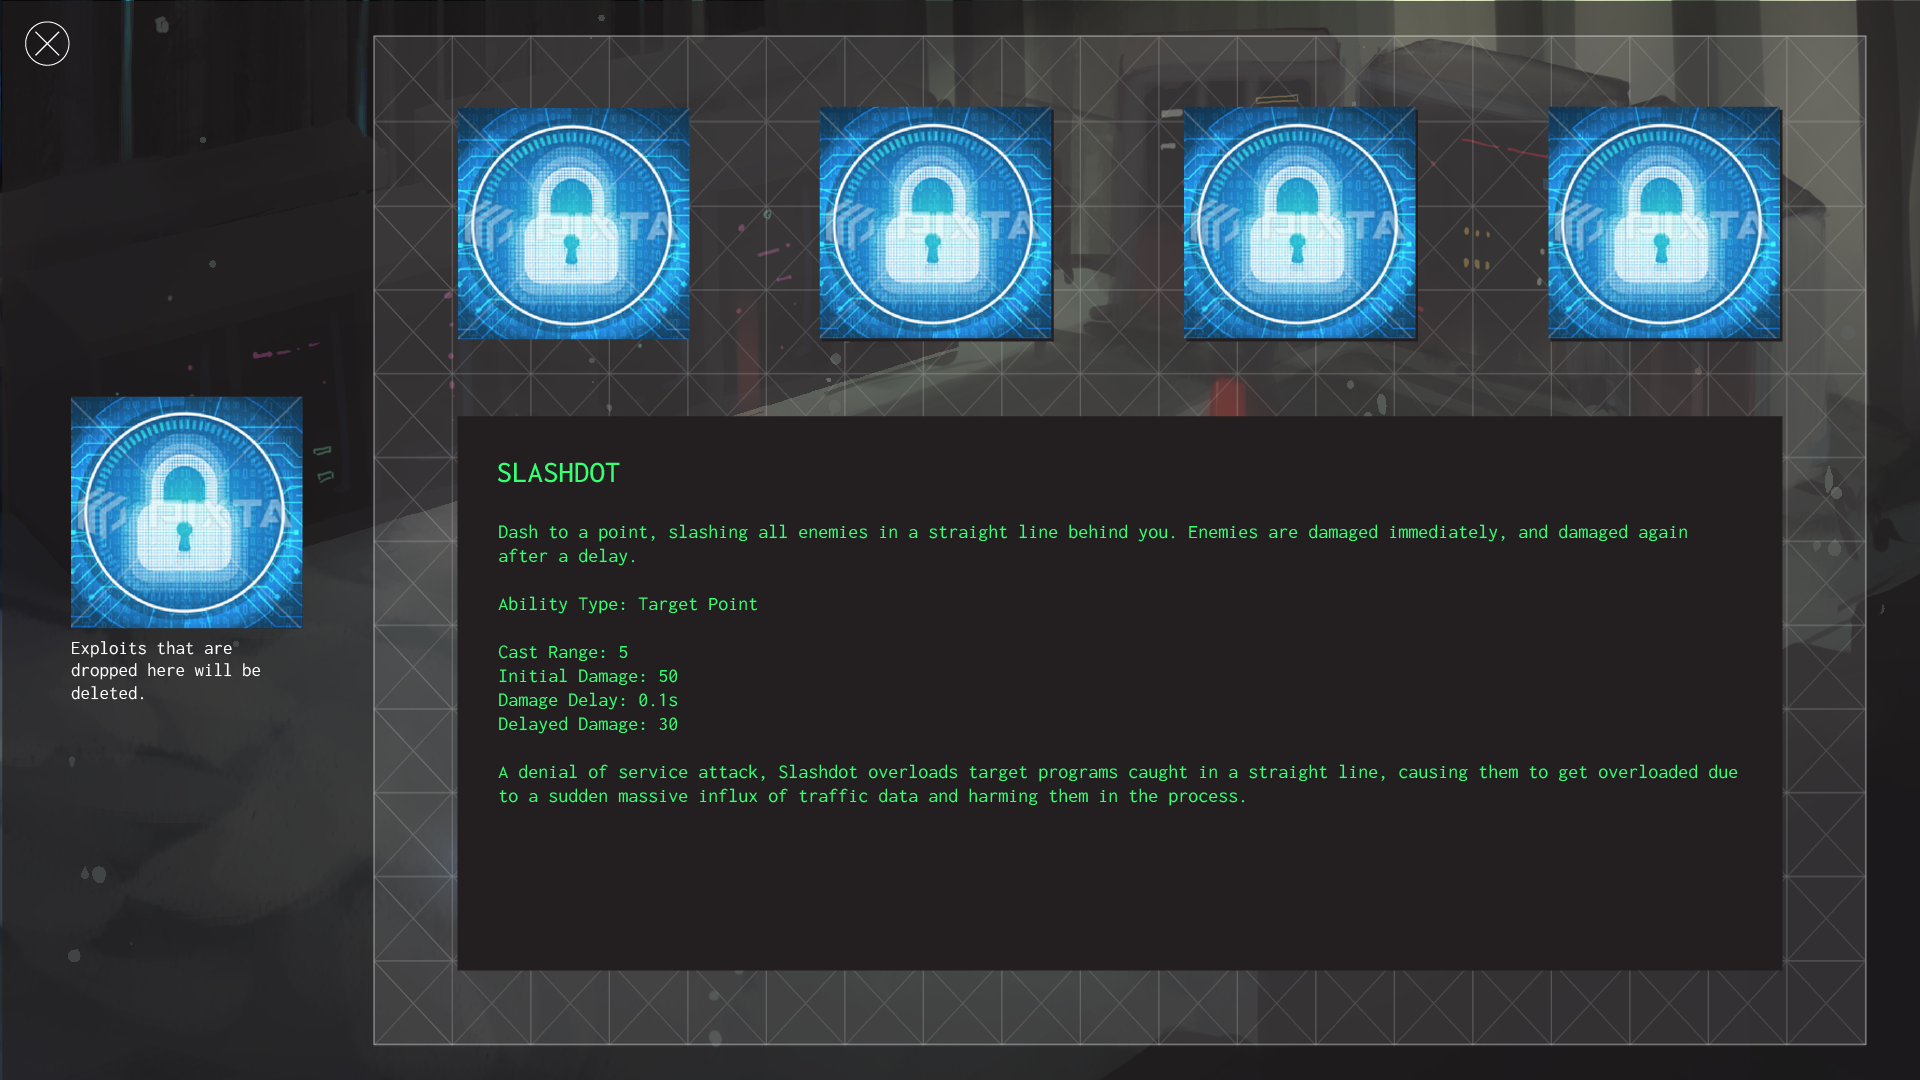 PIXTA
PIXTA
PIXTA
PIXTA
PIXTA
SLASHDOT
Dash to a point, slashing all enemies in a straight line behind you. Enemies are damaged immediately, and damaged again
after a delay.
Ability Type: Target Point
Cast Range: 5
Initial Damage: 50
Damage Delay: 0.1s
Delayed Damage: 30
A denial of service attack, Slashdot overloads target programs caught in a straight line, causing them to get overloaded due
to a sudden massive influx of traffic data and harming them in the process.
Exploits that are
dropped here will be
deleted.